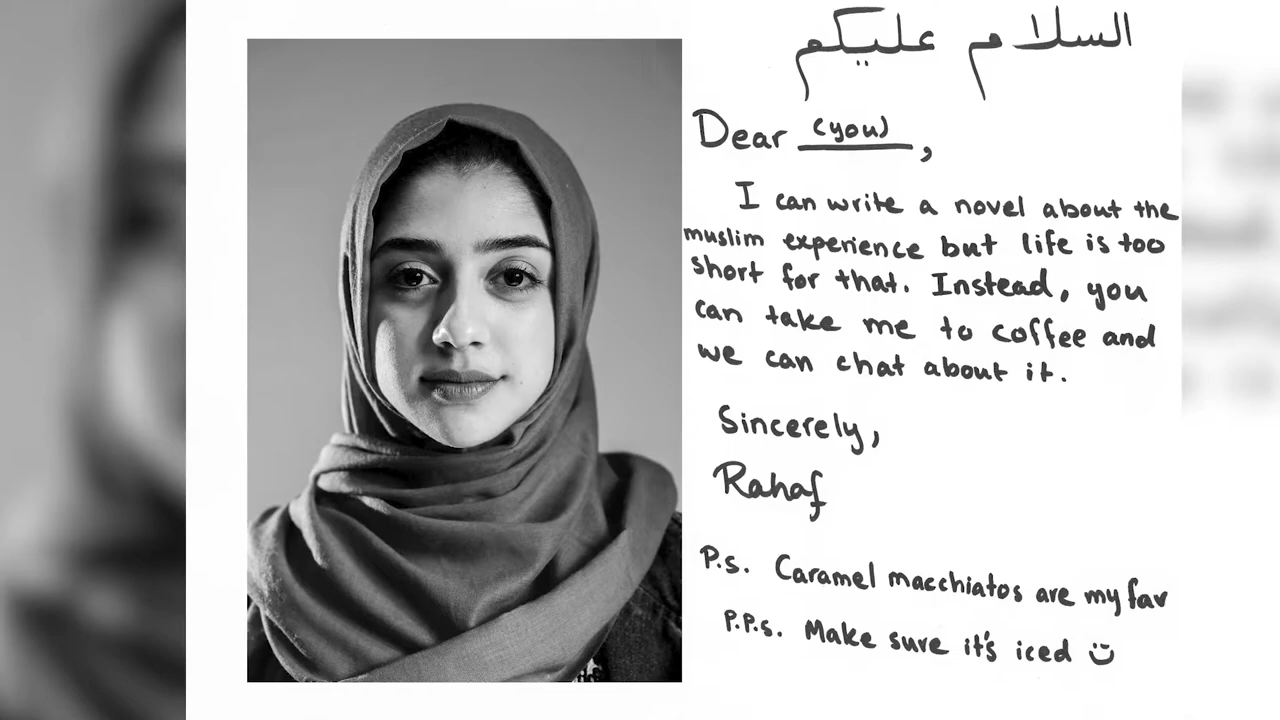 السلام عليكم
Dear (you),
I can write a novel about the
muslim experience but life is too
short for that. Instead, you
can take me to coffee and
we can chat about it.
Sincerely,
Rahaf
P.s. Caramel macchiatos are my fav
P.P.s. Make sure it's iced